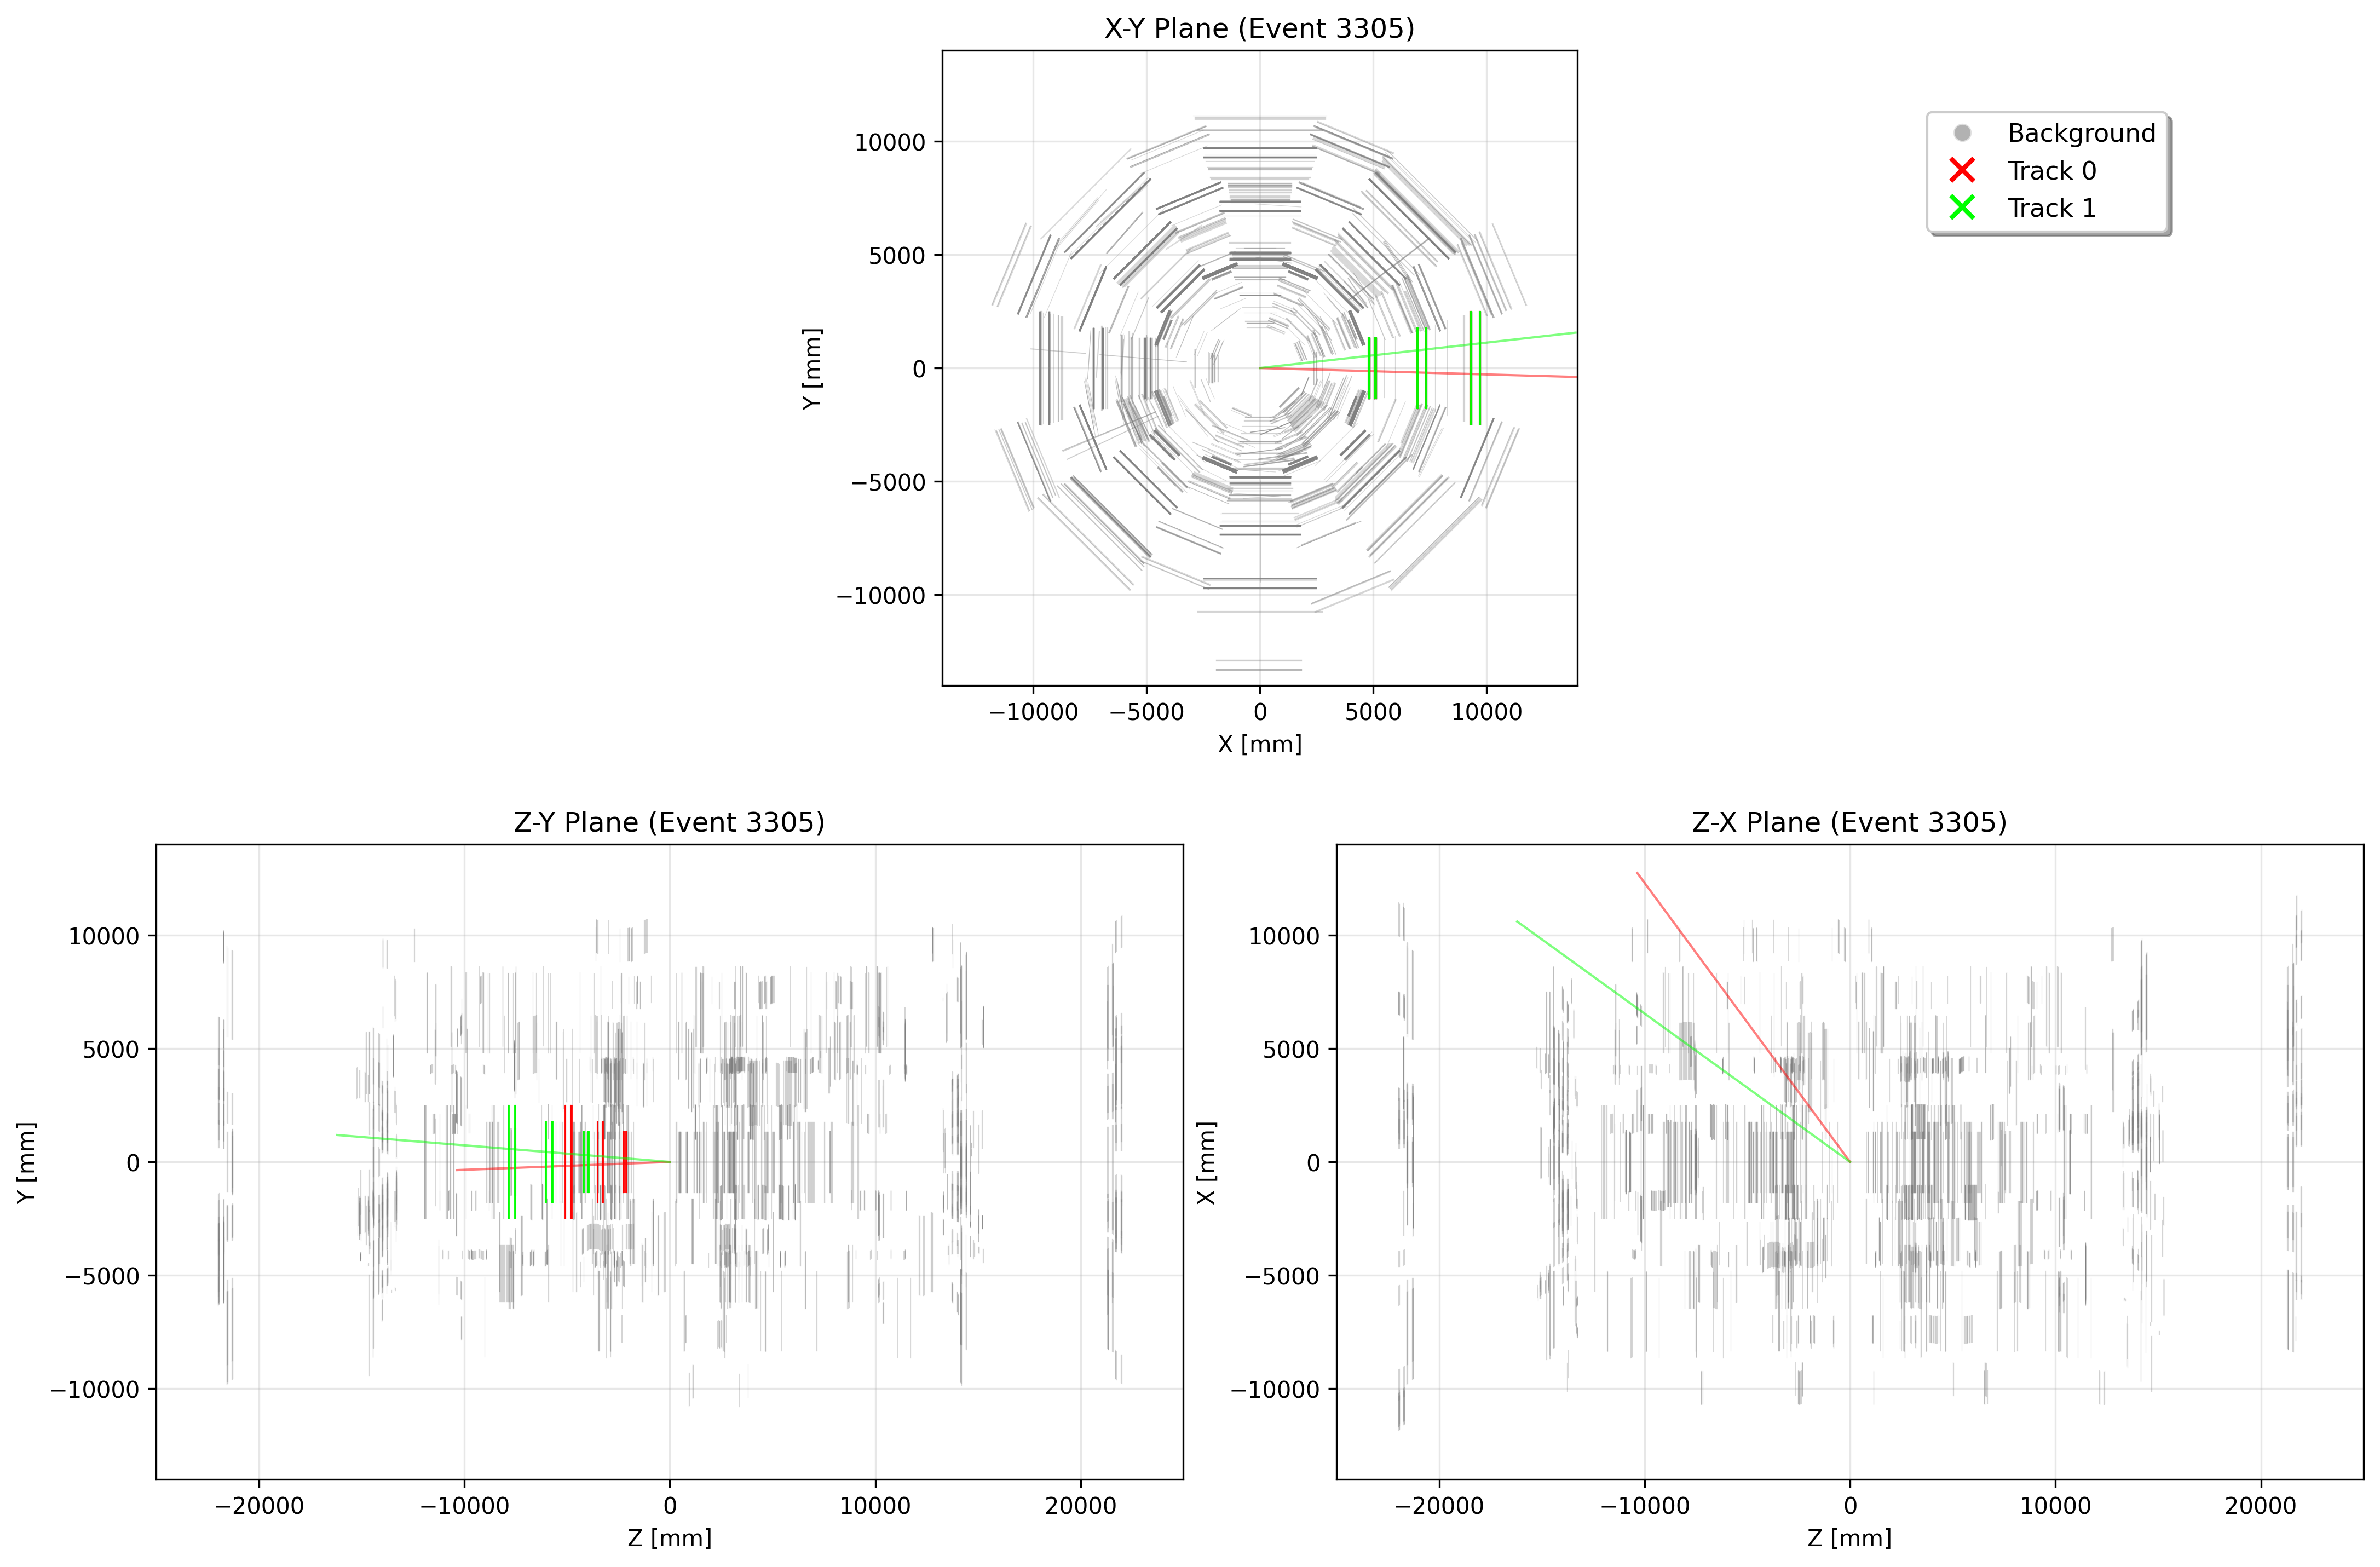 X-Y Plane (Event 3305)
Y [mm]
10000
5000
0
−5000
−10000
−10000 −5000 0 5000 10000
X [mm]
Background
Track 0
Track 1
Z-Y Plane (Event 3305)
Y [mm]
10000
5000
0
−5000
−10000
−20000 −10000 0 10000 20000
Z [mm]
Z-X Plane (Event 3305)
X [mm]
10000
5000
0
−5000
−10000
−20000 −10000 0 10000 20000
Z [mm]